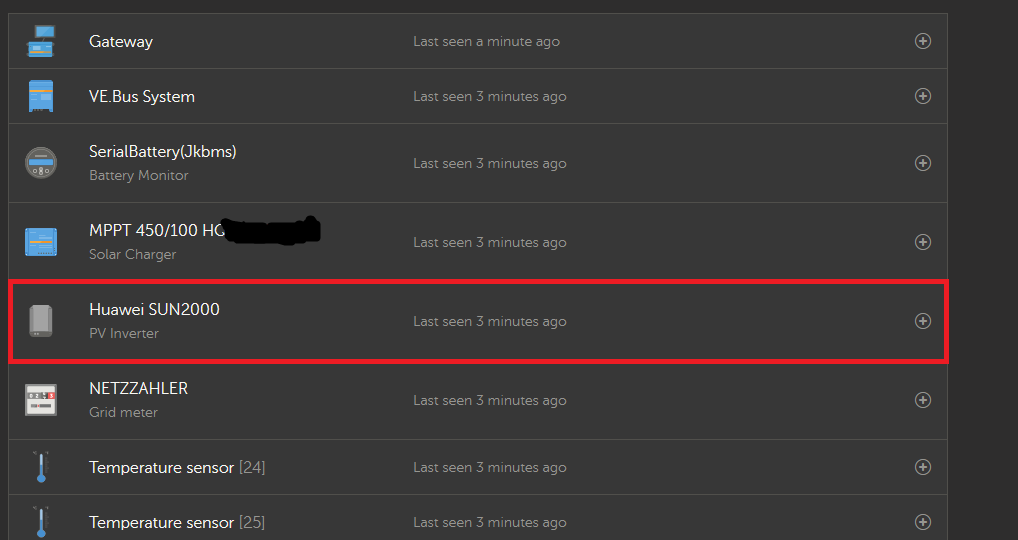 Gateway Last seen a minute ago
VE.Bus System Last seen 3 minutes ago
SerialBattery(Jkbms) Last seen 3 minutes ago
Battery Monitor
MPPT 450/100 Last seen 3 minutes ago
Solar Charger
Huawei SUN2000 Last seen 3 minutes ago
PV Inverter
NETZZAHLER Last seen 3 minutes ago
Grid meter
Temperature sensor [24] Last seen 3 minutes ago
Temperature sensor [25] Last seen 3 minutes ago